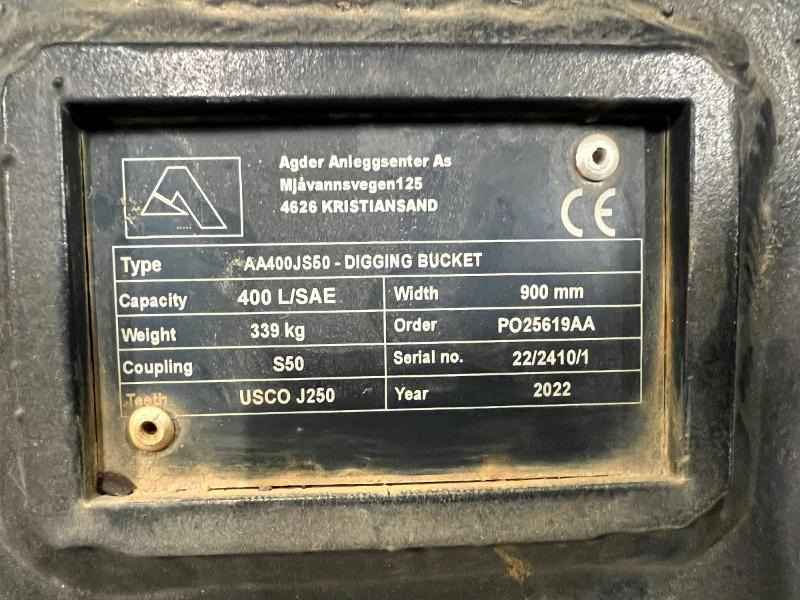 Agder Anleggsenter As
Mjåvannsvegen125
4626 KRISTIANSAND
CE
Type AA400JS50 - DIGGING BUCKET
Capacity 400 L/SAE Width 900 mm
Weight 339 kg Order PO25619AA
Coupling S50 Serial no. 22/2410/1
Teeth USCO J250 Year 2022